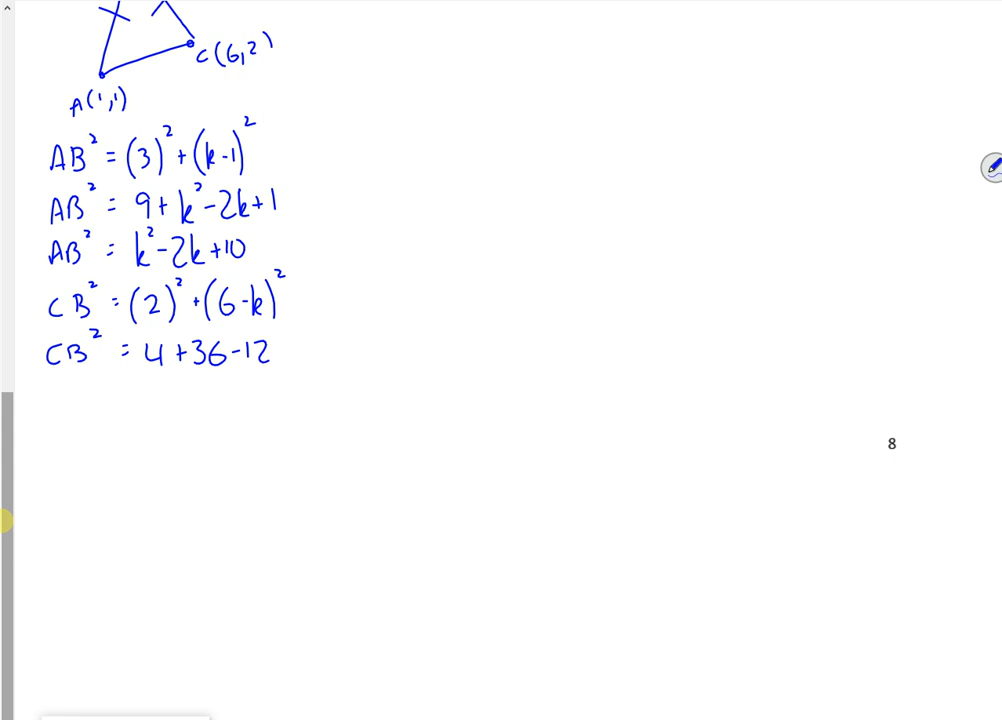 C(6,2)
A(1,1)
AB² = (3)² + (k-1)²
AB² = 9 + k² - 2k + 1
AB² = k² - 2k + 10
CB² = (2)² + (6-k)²
CB² = 4 + 36 - 12
8